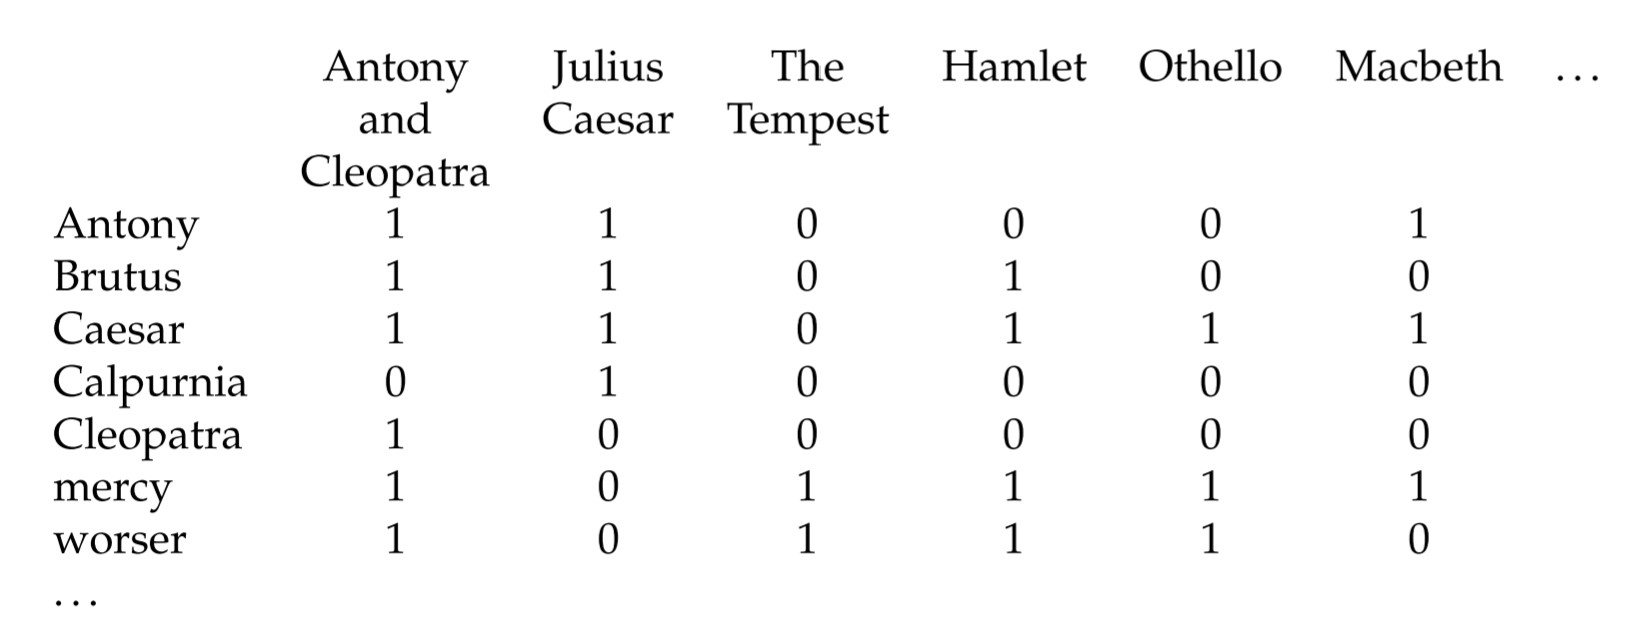 Antony Julius The Hamlet Othello Macbeth ...
and Caesar Tempest
Cleopatra
Antony 1 1 0 0 0 1
Brutus 1 1 0 1 0 0
Caesar 1 1 0 1 1 1
Calpurnia 0 1 0 0 0 0
Cleopatra 1 0 0 0 0 0
mercy 1 0 1 1 1 1
worser 1 0 1 1 1 0
...